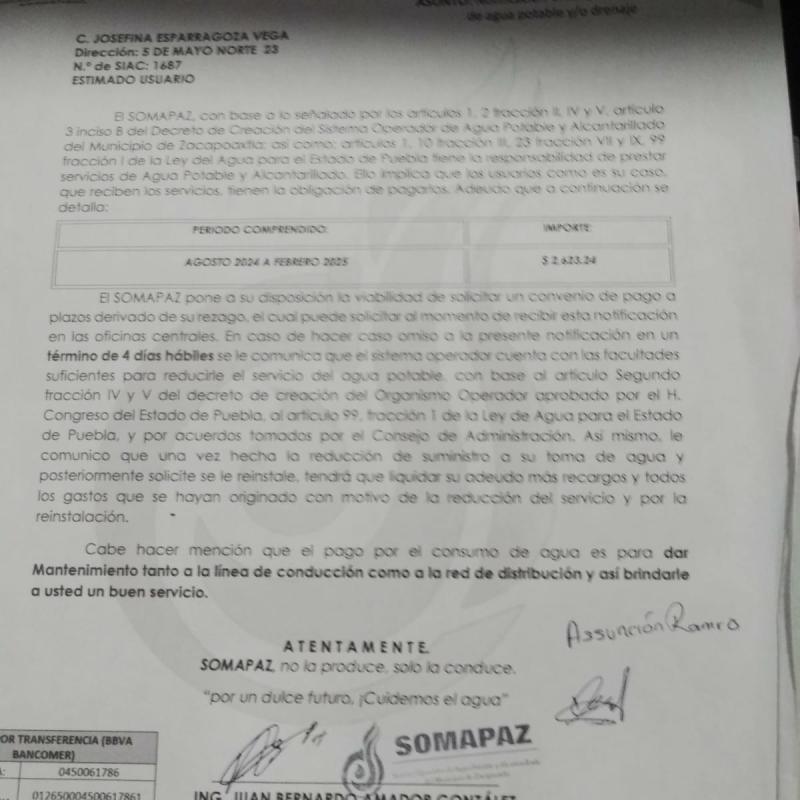 de agua potable y/o drenaje
C. JOSEFINA ESPARRAGOZA VEGA
Dirección: 5 DE MAYO NORTE 23
N.º de SIAC: 1687
ESTIMADO USUARIO
El SOMAPAZ, con base a lo señalado por los artículos 1, 2 fracción II, IV y V, artículo
3 inciso B del Decreto de Creación del Sistema Operador de Agua Potable y Alcantarillado
del Municipio de Zacapoaxtla; así como: artículos 1, 10 fracción III, 23 fracción VII y IX, 99
fracción I de la Ley del Agua para el Estado de Puebla tiene la responsabilidad de prestar
servicios de Agua Potable y Alcantarillado. Ello implica que los usuarios como es su caso,
que reciben los servicios, tienen la obligación de pagarlos. Adeudo que a continuación se
detalla:
PERIODO COMPRENDIDO: IMPORTE:
AGOSTO 2024 A FEBRERO 2025 $ 2,623.24
El SOMAPAZ pone a su disposición la viabilidad de solicitar un convenio de pago a
plazos derivado de su rezago, el cual puede solicitar al momento de recibir esta notificación
en las oficinas centrales. En caso de hacer caso omiso a la presente notificación en un
término de 4 días hábiles se le comunica que el sistema operador cuenta con las facultades
suficientes para reducirle el servicio del agua potable, con base al artículo Segundo
fracción IV y V del decreto de creación del Organismo Operador aprobado por el H.
Congreso del Estado de Puebla, al artículo 99, fracción 1 de la Ley de Agua para el Estado
de Puebla, y por acuerdos tomados por el Consejo de Administración. Así mismo, le
comunico que una vez hecha la reducción de suministro a su toma de agua y
posteriormente solicite se le reinstale, tendrá que liquidar su adeudo más recargos y todos
los gastos que se hayan originado con motivo de la reducción del servicio y por la
reinstalación.
Cabe hacer mención que el pago por el consumo de agua es para dar
Mantenimiento tanto a la línea de conducción como a la red de distribución y así brindarle
a usted un buen servicio.
Assunción Ramro
ATENTAMENTE.
SOMAPAZ, no la produce, solo la conduce.
"por un dulce futuro, ¡Cuidemos el agua"
OR TRANSFERENCIA (BBVA
BANCOMER)
A: 0450061786
012650004500617861
SOMAPAZ
ING. JUAN BERNARDO AMADOR GONZÁLEZ